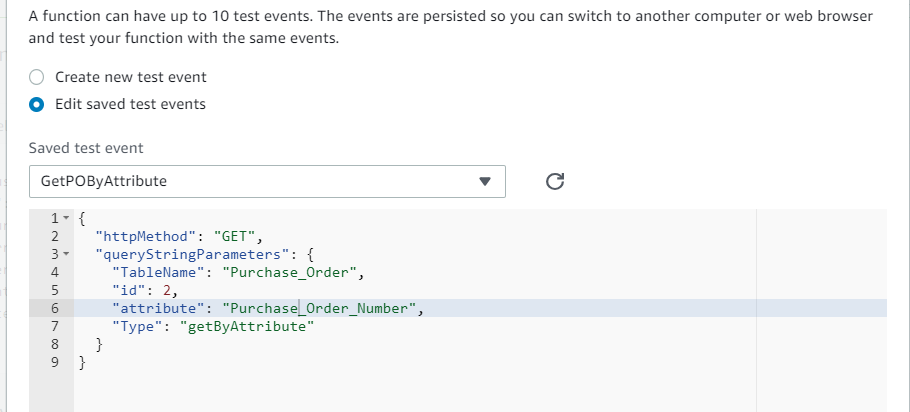 A function can have up to 10 test events. The events are persisted so you can switch to another computer or web browser
and test your function with the same events.
Create new test event
Edit saved test events
Saved test event
GetPOByAttribute
1 {
2 "httpMethod": "GET",
3 "queryStringParameters": {
4 "TableName": "Purchase_Order",
5 "id": 2,
6 "attribute": "Purchase_Order_Number",
7 "Type": "getByAttribute"
8 }
9 }